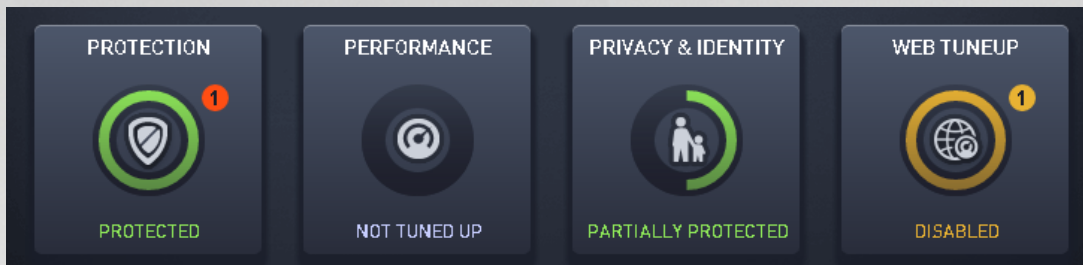 PROTECTION
1
PROTECTED
PERFORMANCE
NOT TUNED UP
PRIVACY & IDENTITY
PARTIALLY PROTECTED
WEB TUNEUP
1
DISABLED